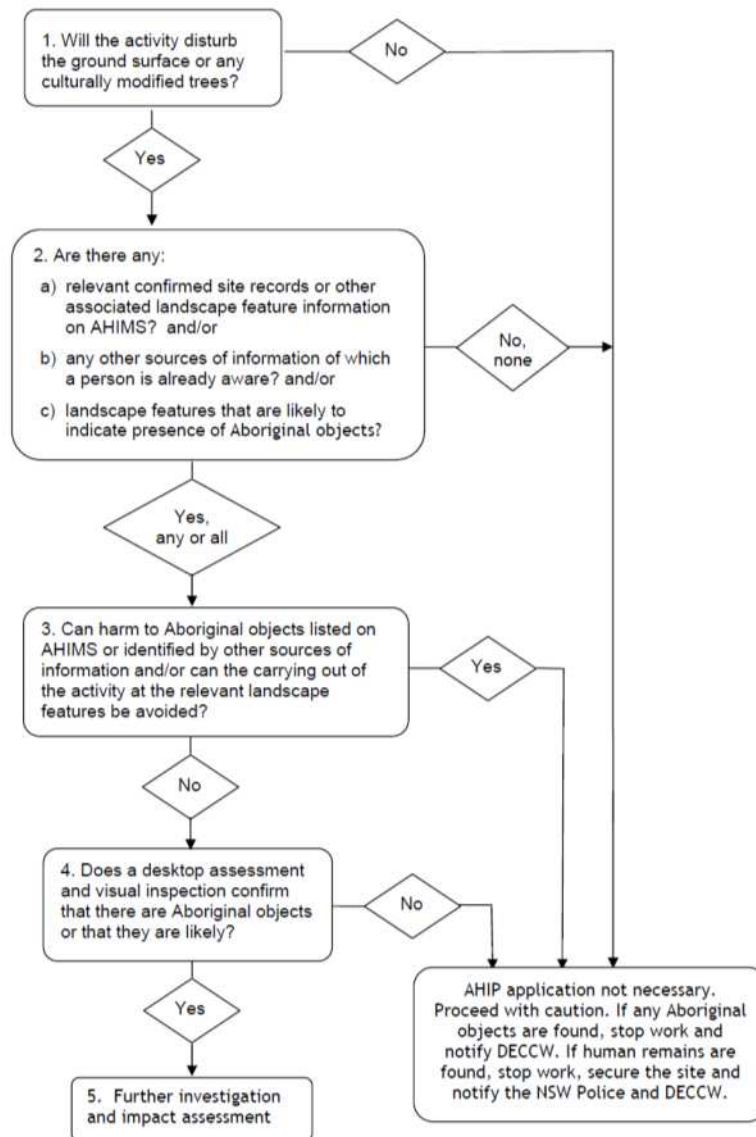 1. Will the activity disturb
the ground surface or any
culturally modified trees?
No
Yes
2. Are there any:
a) relevant confirmed site records or other
associated landscape feature information
on AHIMS? and/or
b) any other sources of information of which
a person is already aware? and/or
c) landscape features that are likely to
indicate presence of Aboriginal objects?
No,
none
Yes,
any or all
3. Can harm to Aboriginal objects listed on
AHIMS or identified by other sources of
information and/or can the carrying out of
the activity at the relevant landscape
features be avoided?
Yes
No
4. Does a desktop assessment
and visual inspection confirm
that there are Aboriginal objects
or that they are likely?
No
Yes
AHIP application not necessary.
Proceed with caution. If any Aboriginal
objects are found, stop work and
notify DECCW. If human remains are
found, stop work, secure the site and
notify the NSW Police and DECCW.
5. Further investigation
and impact assessment